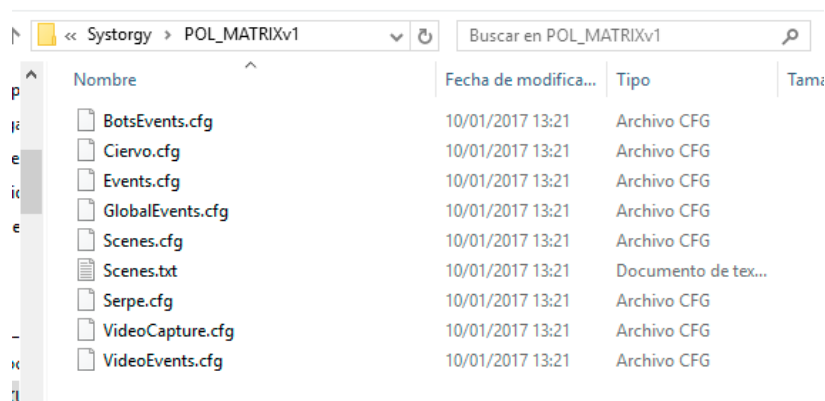 « Systorgy > POL_MATRIXv1
Buscar en POL_MATRIXv1
Nombre Fecha de modifica... Tipo
BotsEvents.cfg 10/01/2017 13:21 Archivo CFG
Ciervo.cfg 10/01/2017 13:21 Archivo CFG
Events.cfg 10/01/2017 13:21 Archivo CFG
GlobalEvents.cfg 10/01/2017 13:21 Archivo CFG
Scenes.cfg 10/01/2017 13:21 Archivo CFG
Scenes.txt 10/01/2017 13:21 Documento de tex...
Serpe.cfg 10/01/2017 13:21 Archivo CFG
VideoCapture.cfg 10/01/2017 13:21 Archivo CFG
VideoEvents.cfg 10/01/2017 13:21 Archivo CFG